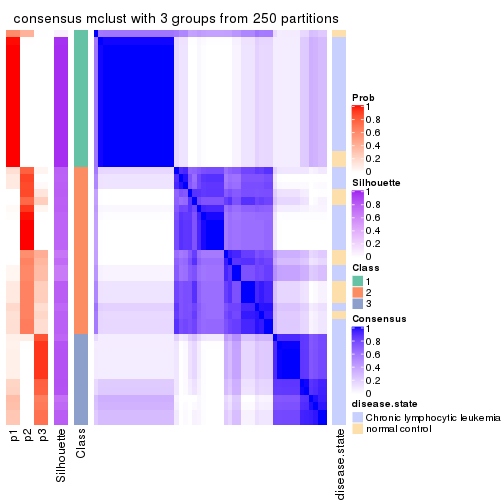 consensus mclust with 3 groups from 250 partitions
Prob
1
0.8
0.6
0.4
0.2
0
Silhouette
1
0.8
0.6
0.4
0.2
0
Class
1
2
3
Consensus
1
0.8
0.6
0.4
0.2
0
disease.state
Chronic lymphocytic leukemia
normal control
p1
p2
p3
Silhouette
Class
disease.state